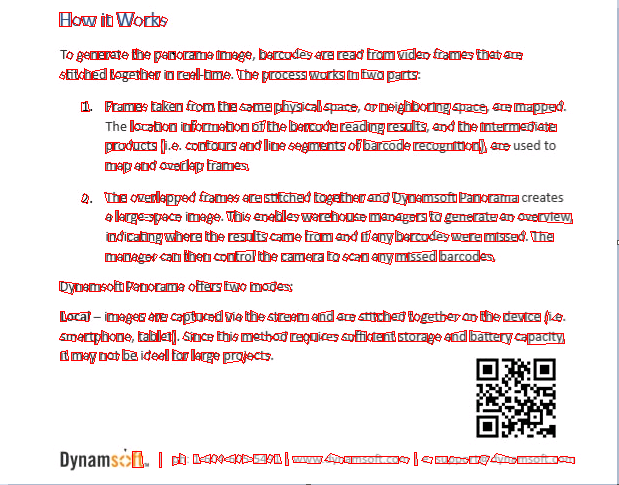 How it Works
To generate the panorama image, barcodes are read from video frames that are
stitched together in real-time. The process works in two parts:
1. Frames taken from the same physical space, or neighboring space, are mapped.
The location information of the barcode reading results, and the intermediate
products (i.e. contours and line segments of barcode recognition), are used to
map and overlap frames.
2. The overlapped frames are stitched together and Dynamsoft Panorama creates
a large-space image. This enables warehouse managers to generate an overview,
indicating where the results came from and if any barcodes were missed. The
manager can then control the camera to scan any missed barcodes.
Dynamsoft Panorama offers two modes:
Local – images are captured via the stream and are stitched together on the device (i.e.
smartphone, tablet). Since this method requires sufficient storage and battery capacity,
it may not be ideal for large projects.
Dynamsoft | ph: 1-604-605-5491 | www.dynamsoft.com | e: support@dynamsoft.com